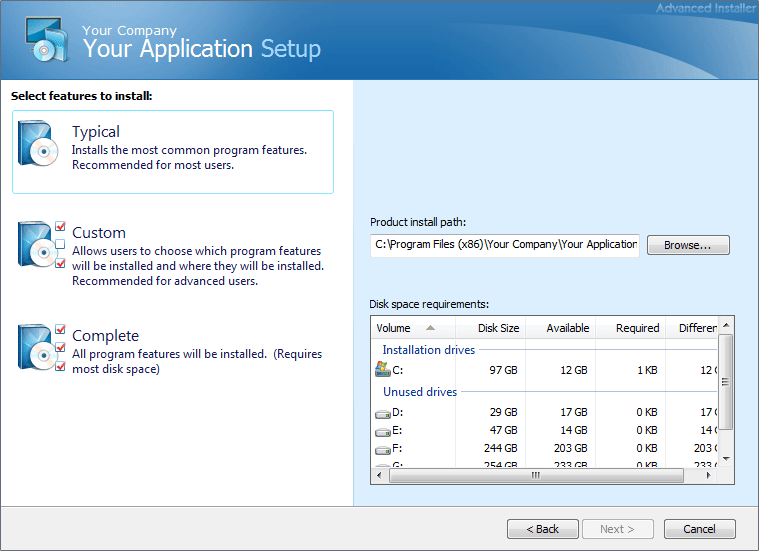 Advanced Installer
Your Company
Your Application Setup
Select features to install:
Typical
Installs the most common program features.
Recommended for most users.
Custom
Allows users to choose which program features
will be installed and where they will be installed.
Recommended for advanced users.
Complete
All program features will be installed. (Requires
most disk space)
Product install path:
C:\Program Files (x86)\Your Company\Your Application
Browse...
Disk space requirements:
Volume Disk Size Available Required Differen
Installation drives
C: 97 GB 12 GB 1 KB 12
Unused drives
D: 29 GB 17 GB 0 KB 17
E: 47 GB 14 GB 0 KB 14
F: 244 GB 203 GB 0 KB 203
G: 254 GB 233 GB 0 KB 233
< Back Next > Cancel